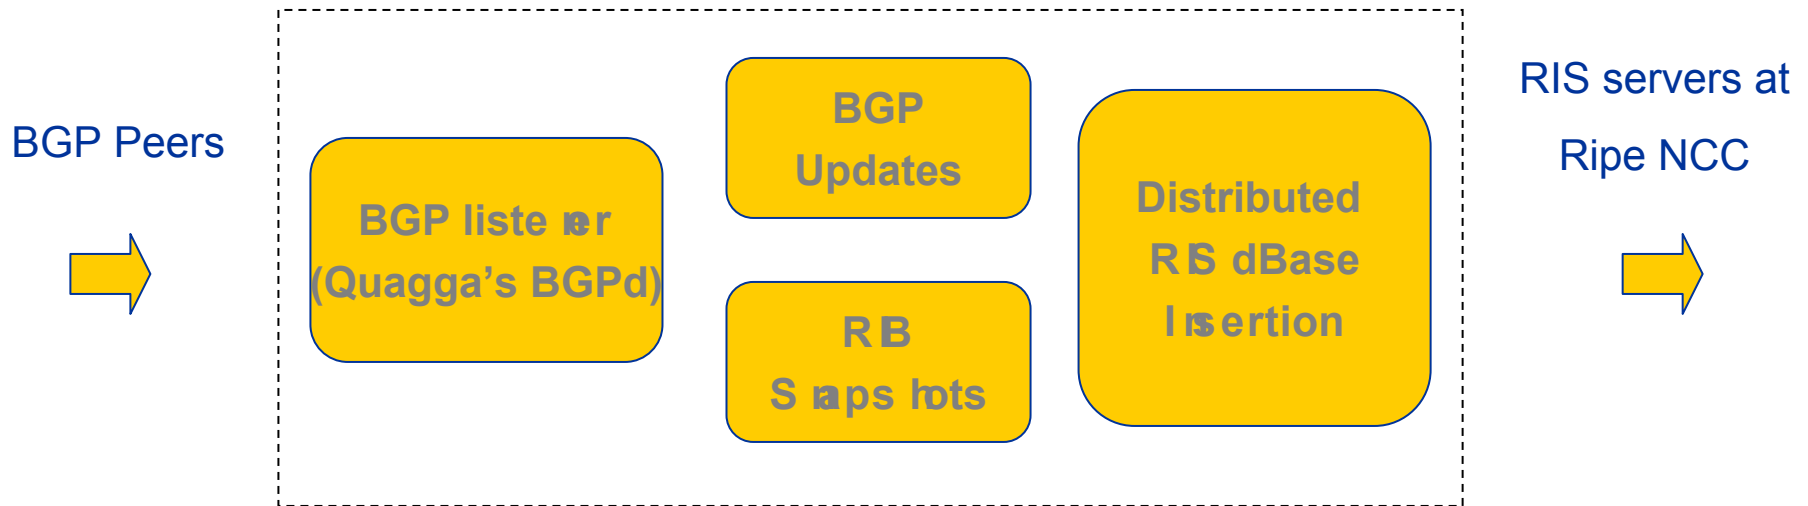 BGP Peers
BGP listener
(Quagga’s BGPd)
BGP
Updates
RIB
Snapshots
Distributed
RIS dBase
Insertion
RIS servers at
Ripe NCC